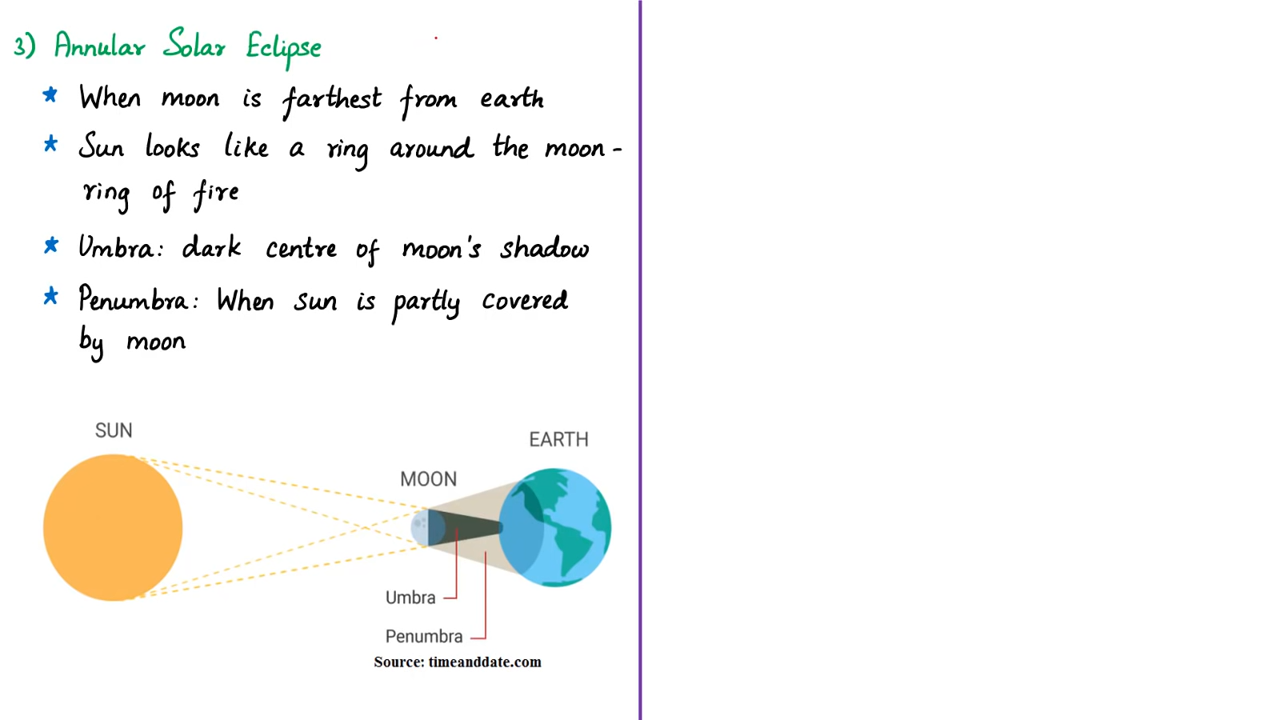 3) Annular Solar Eclipse
* When moon is farthest from earth
* Sun looks like a ring around the moon -
ring of fire
* Umbra: dark centre of moon's shadow
* Penumbra: When sun is partly covered
by moon
SUN
EARTH
MOON
Umbra
Penumbra
Source: timeanddate.com